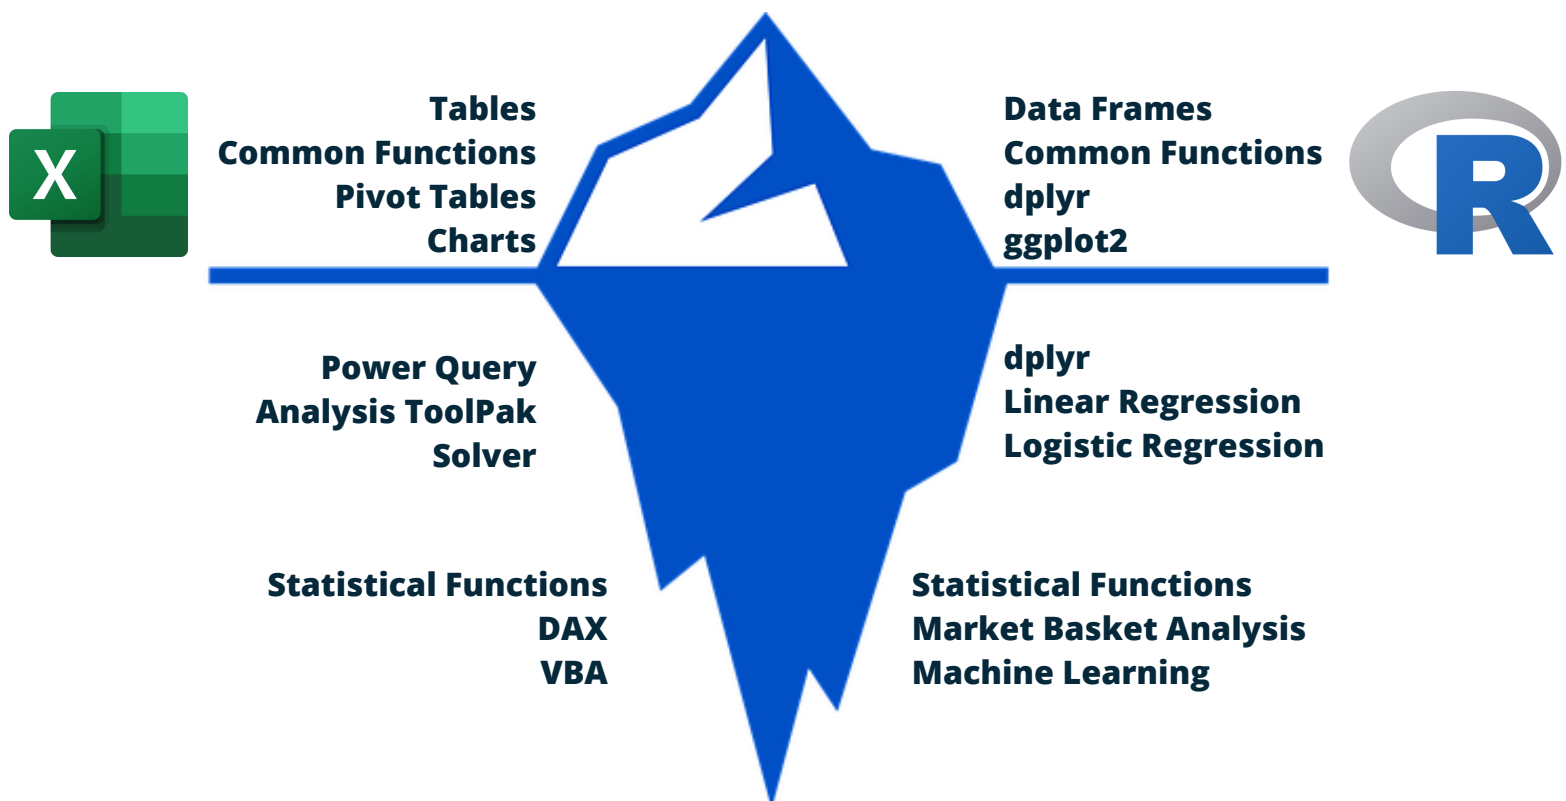 X
Tables
Common Functions
Pivot Tables
Charts
Data Frames
Common Functions
dplyr
ggplot2
R
Power Query
Analysis ToolPak
Solver
dplyr
Linear Regression
Logistic Regression
Statistical Functions
DAX
VBA
Statistical Functions
Market Basket Analysis
Machine Learning